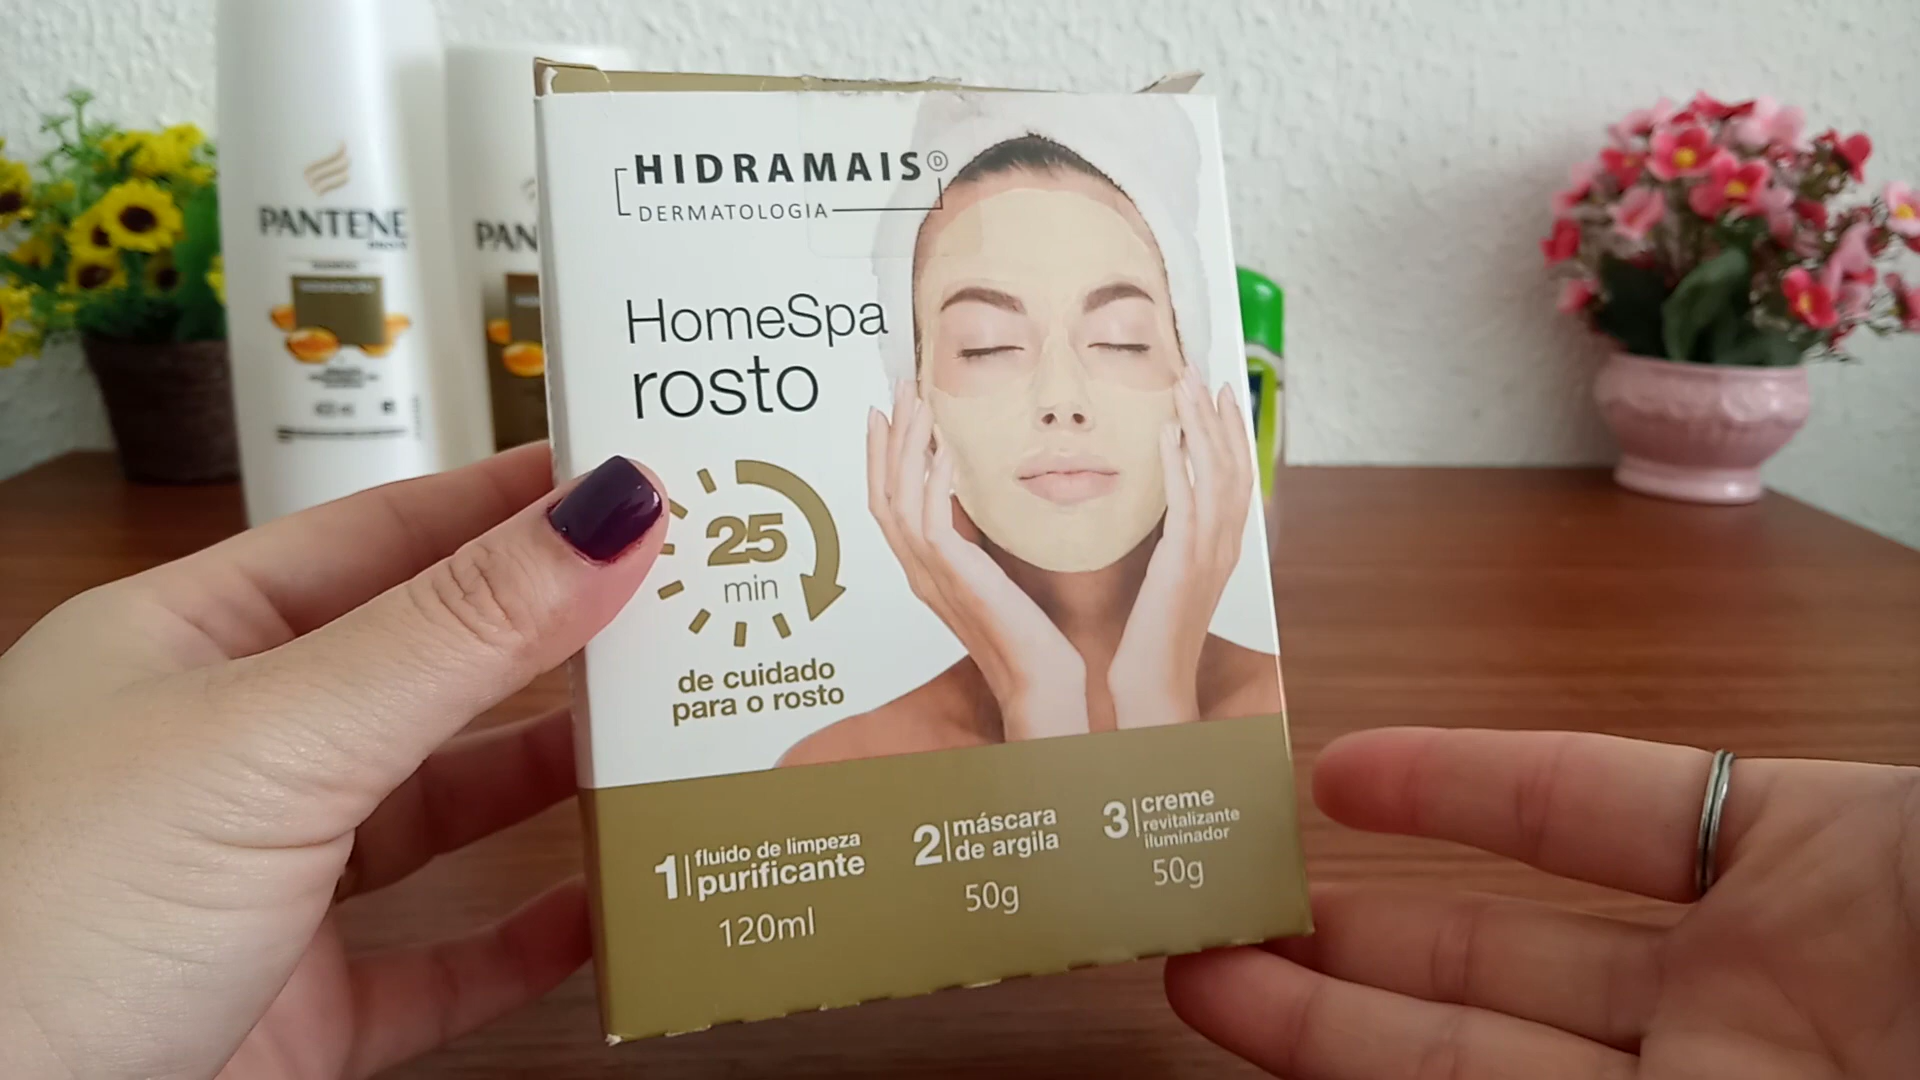 HIDRAMAIS
DERMATOLOGIA
HomeSpa
rosto
25
min
de cuidado
para o rosto
1 fluido de limpeza
purificante
120ml
2 máscara
de argila
50g
3 creme
revitalizante
iluminador
50g
PANTENE
HIDRATAÇÃO
PAN